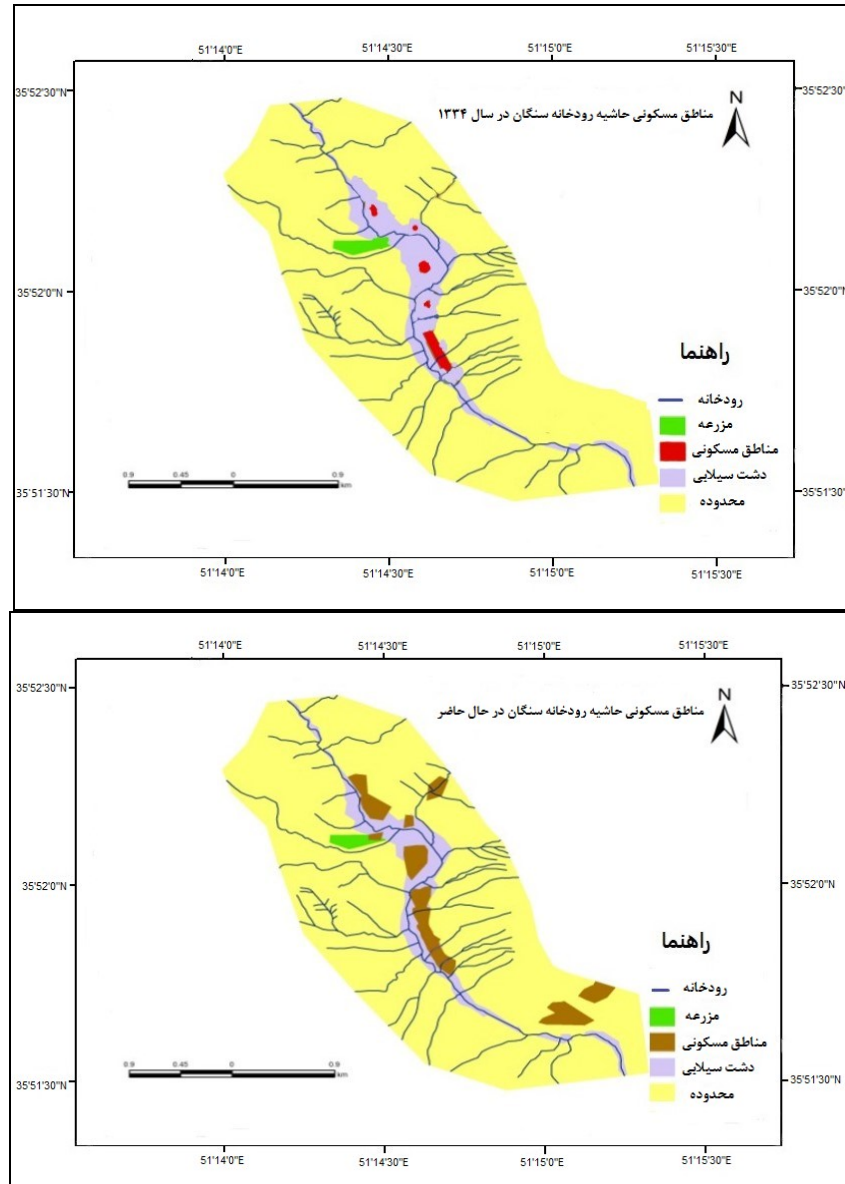 51°14'0"E 51°14'30"E 51°15'0"E 51°15'30"E
35°52'30"N 35°52'30"N
مناطق مسکونی حاشیه رودخانه سنگان در سال ۱۳۳۴
N
35°52'0"N 35°52'0"N
راهنما
رودخانه
مزرعه
مناطق مسکونی
دشت سیلابی
محدوده
0.9 0.45 0 0.9
km
35°51'30"N 35°51'30"N
51°14'0"E 51°14'30"E 51°15'0"E 51°15'30"E
51°14'0"E 51°14'30"E 51°15'0"E 51°15'30"E
35°52'30"N 35°52'30"N
مناطق مسکونی حاشیه رودخانه سنگان در حال حاضر
N
35°52'0"N 35°52'0"N
راهنما
رودخانه
مزرعه
مناطق مسکونی
دشت سیلابی
محدوده
0.9 0.45 0 0.9
km
35°51'30"N 35°51'30"N
51°14'0"E 51°14'30"E 51°15'0"E 51°15'30"E